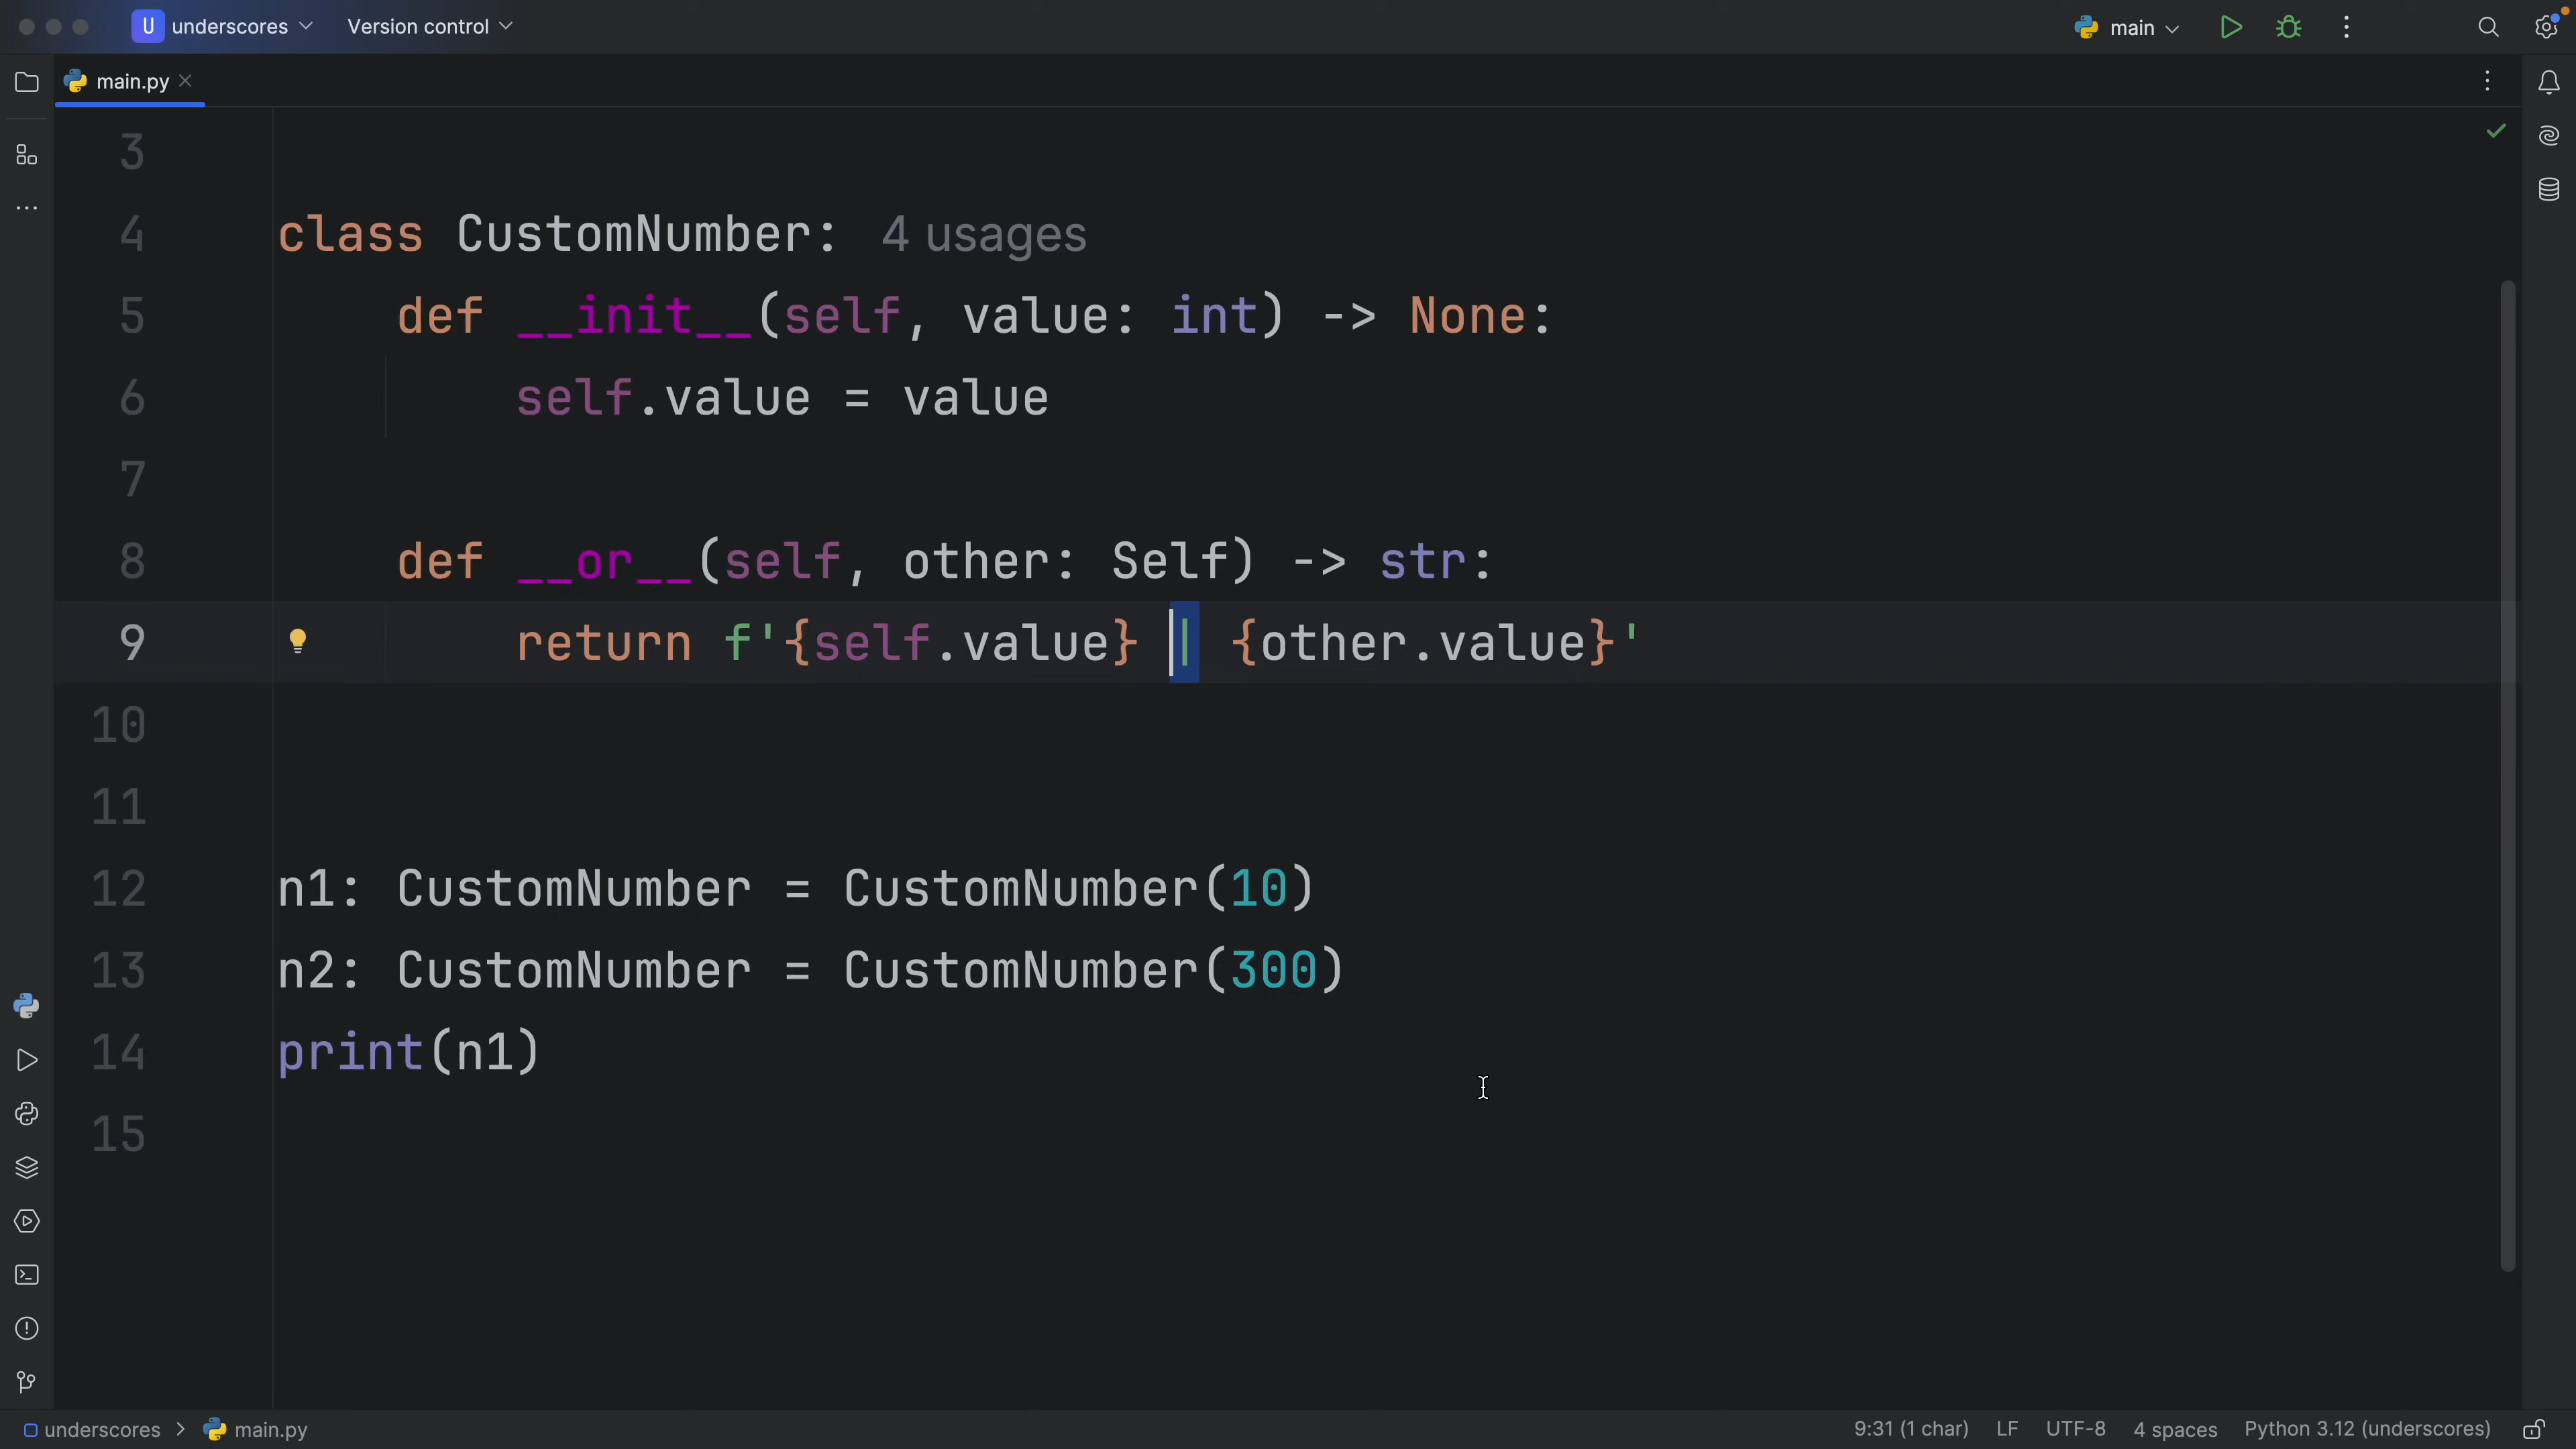 U underscores Version control main
main.py
3
4 class CustomNumber: 4 usages
5 def __init__(self, value: int) -> None:
6 self.value = value
7
8 def __or__(self, other: Self) -> str:
9 return f'{self.value} | {other.value}'
10
11
12 n1: CustomNumber = CustomNumber(10)
13 n2: CustomNumber = CustomNumber(300)
14 print(n1)
15
underscores > main.py 9:31 (1 char) LF UTF-8 4 spaces Python 3.12 (underscores)